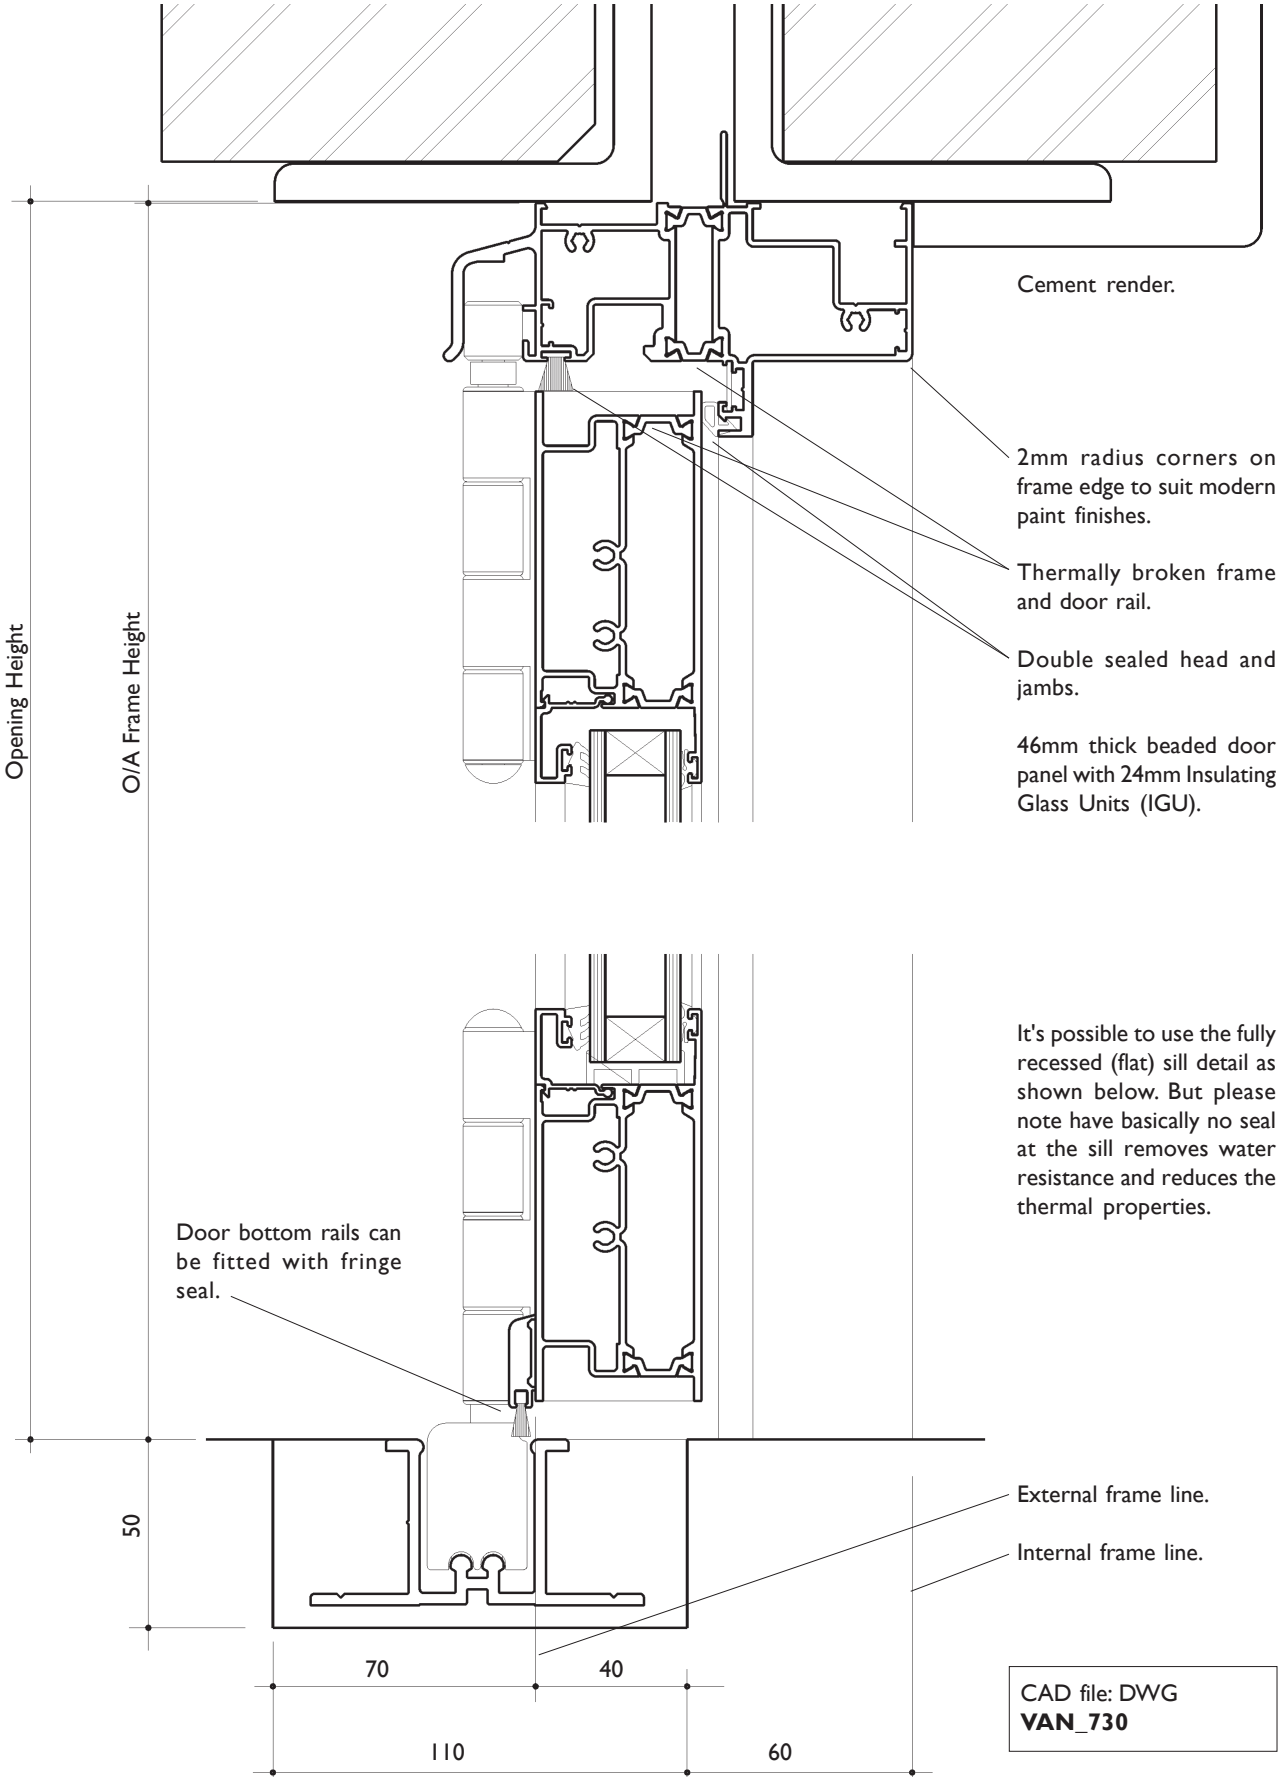 Cement render.
2mm radius corners on
frame edge to suit modern
paint finishes.
Thermally broken frame
and door rail.
Double sealed head and
jambs.
46mm thick beaded door
panel with 24mm Insulating
Glass Units (IGU).
Opening Height
O/A Frame Height
It's possible to use the fully
recessed (flat) sill detail as
shown below. But please
note have basically no seal
at the sill removes water
resistance and reduces the
thermal properties.
Door bottom rails can
be fitted with fringe
seal.
50
External frame line.
Internal frame line.
70
40
110
60
CAD file: DWG
VAN_730